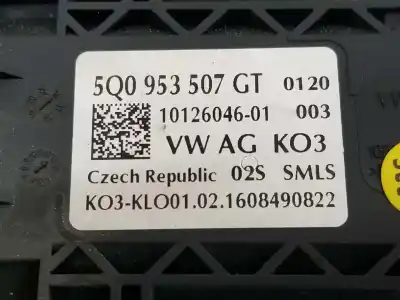 5Q0 953 507 GT 0120
10126046-01 003
VW AG KO3
Czech Republic 02S SMLS
KO3-KLO01.02.1608490822